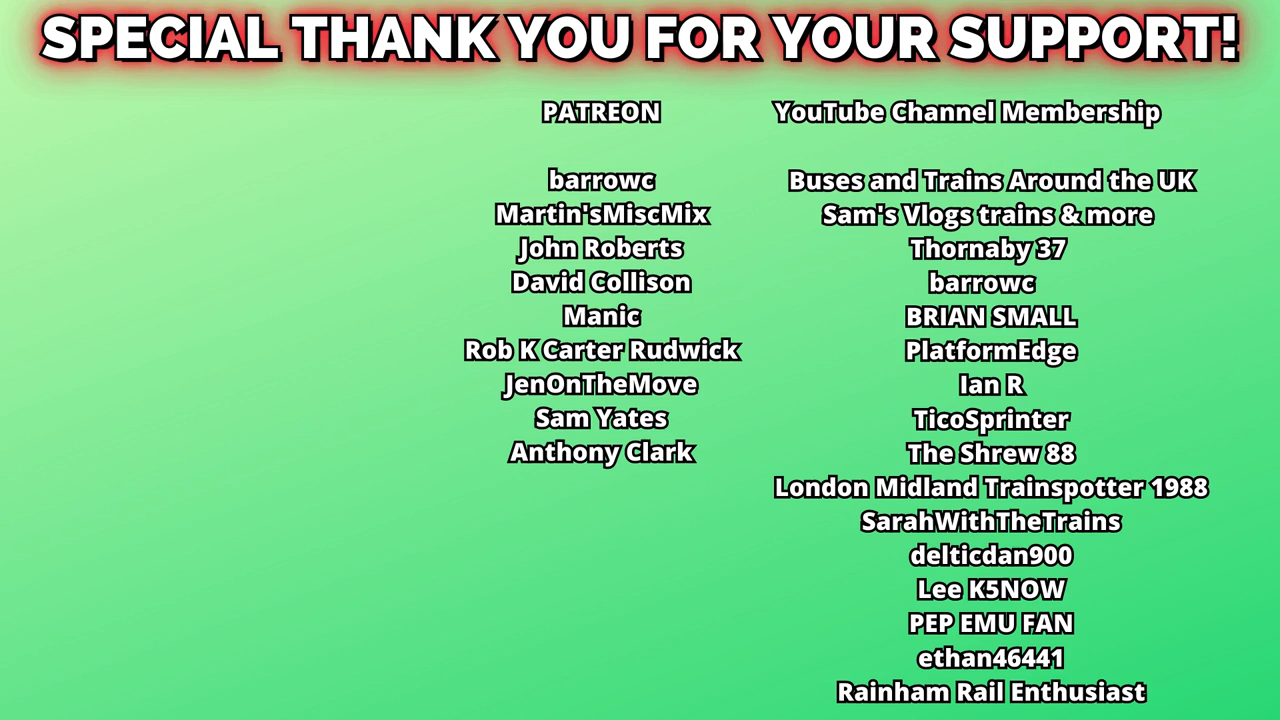 SPECIAL THANK YOU FOR YOUR SUPPORT!
PATREON
barrowc
Martin'sMiscMix
John Roberts
David Collison
Manic
Rob K Carter Rudwick
JenOnTheMove
Sam Yates
Anthony Clark
YouTube Channel Membership
Buses and Trains Around the UK
Sam's Vlogs trains & more
Thornaby 37
barrowc
BRIAN SMALL
PlatformEdge
Ian R
TicoSprinter
The Shrew 88
London Midland Trainspotter 1988
SarahWithTheTrains
delticdan900
Lee K5NOW
PEP EMU FAN
ethan46441
Rainham Rail Enthusiast